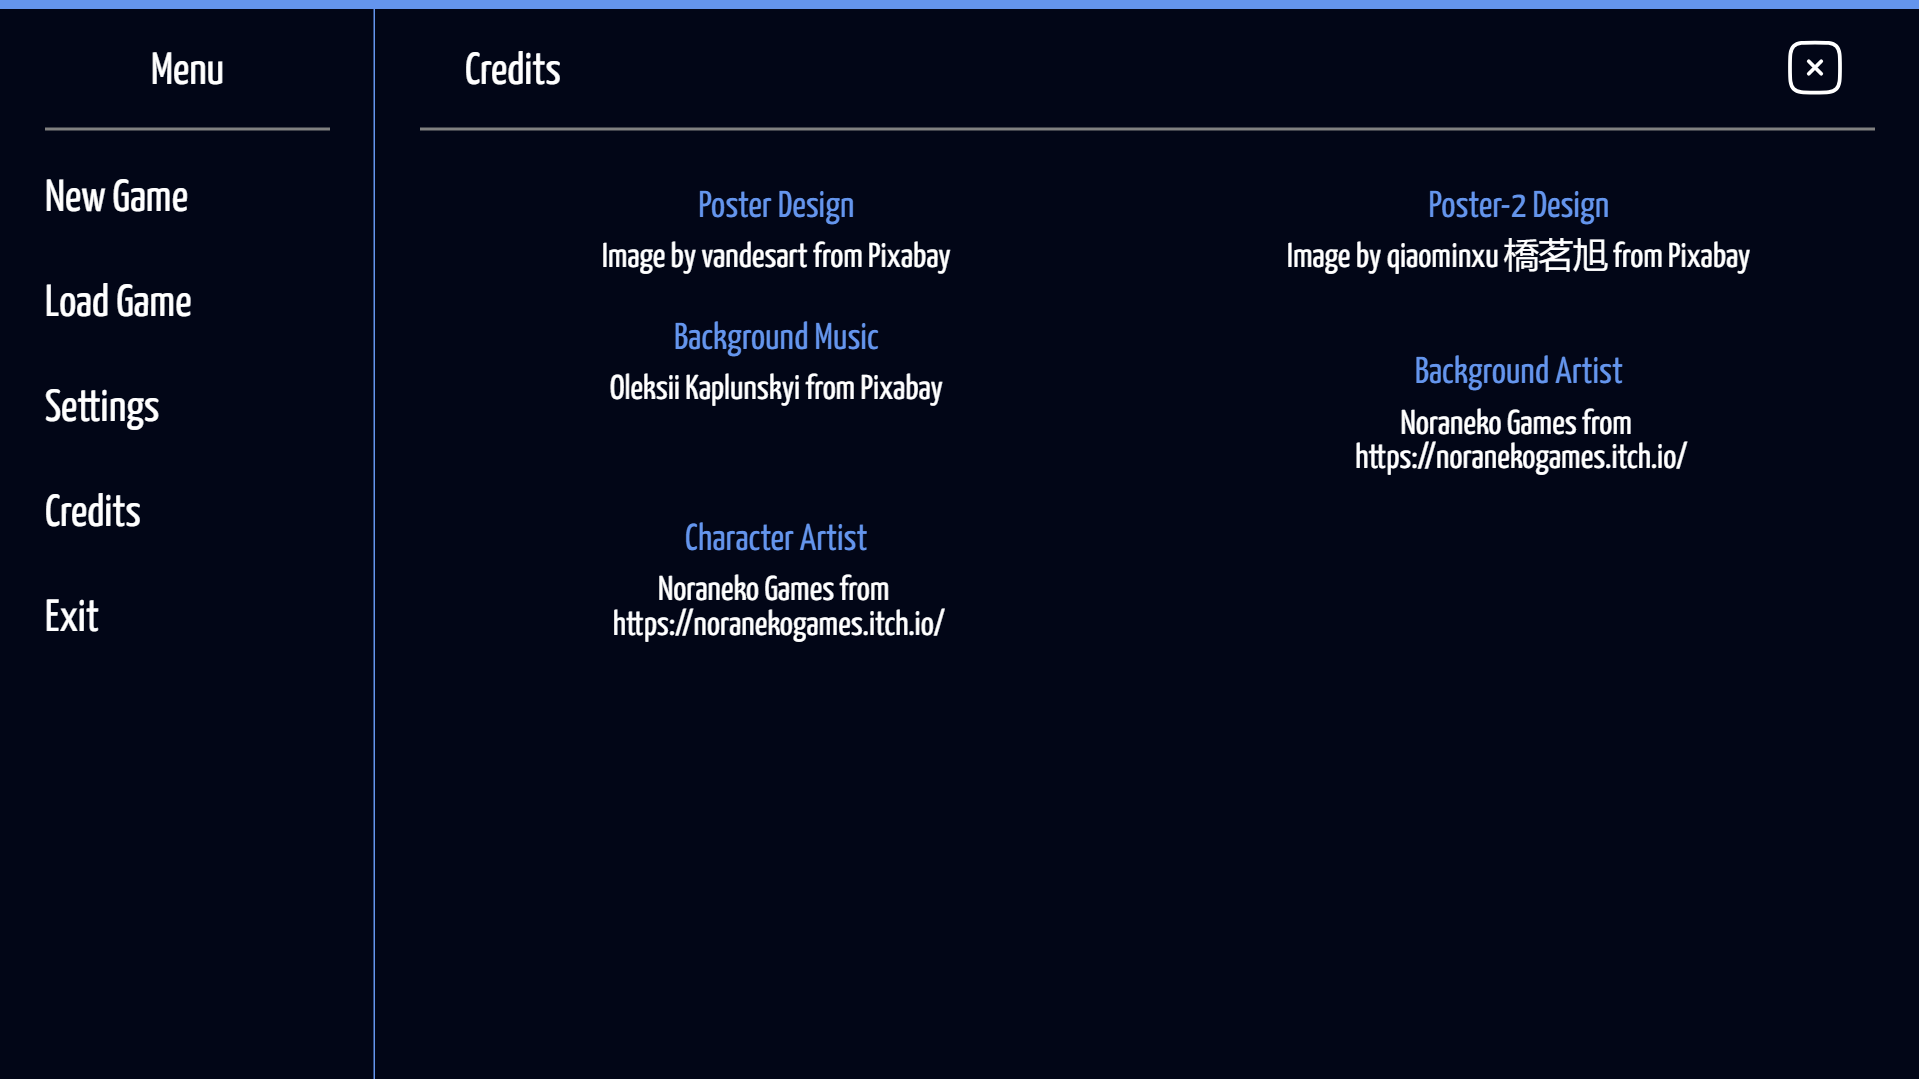 Menu
New Game
Load Game
Settings
Credits
Exit
Credits
Poster Design
Image by vandesart from Pixabay
Poster-2 Design
Image by qiaominxu 橋茗旭 from Pixabay
Background Music
Oleksii Kaplunskyi from Pixabay
Background Artist
Noraneko Games from
https://noranekogames.itch.io/
Character Artist
Noraneko Games from
https://noranekogames.itch.io/